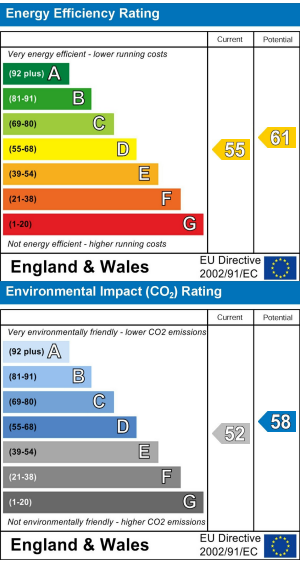 Energy Efficiency Rating
Current Potential
Very energy efficient - lower running costs
(92 plus) A
(81-91) B
(69-80) C
(55-68) D
(39-54) E
(21-38) F
(1-20) G
55
61
Not energy efficient - higher running costs
England & Wales
EU Directive
2002/91/EC
Environmental Impact (CO₂) Rating
Current Potential
Very environmentally friendly - lower CO2 emissions
(92 plus) A
(81-91) B
(69-80) C
(55-68) D
(39-54) E
(21-38) F
(1-20) G
52
58
Not environmentally friendly - higher CO2 emissions
England & Wales
EU Directive
2002/91/EC